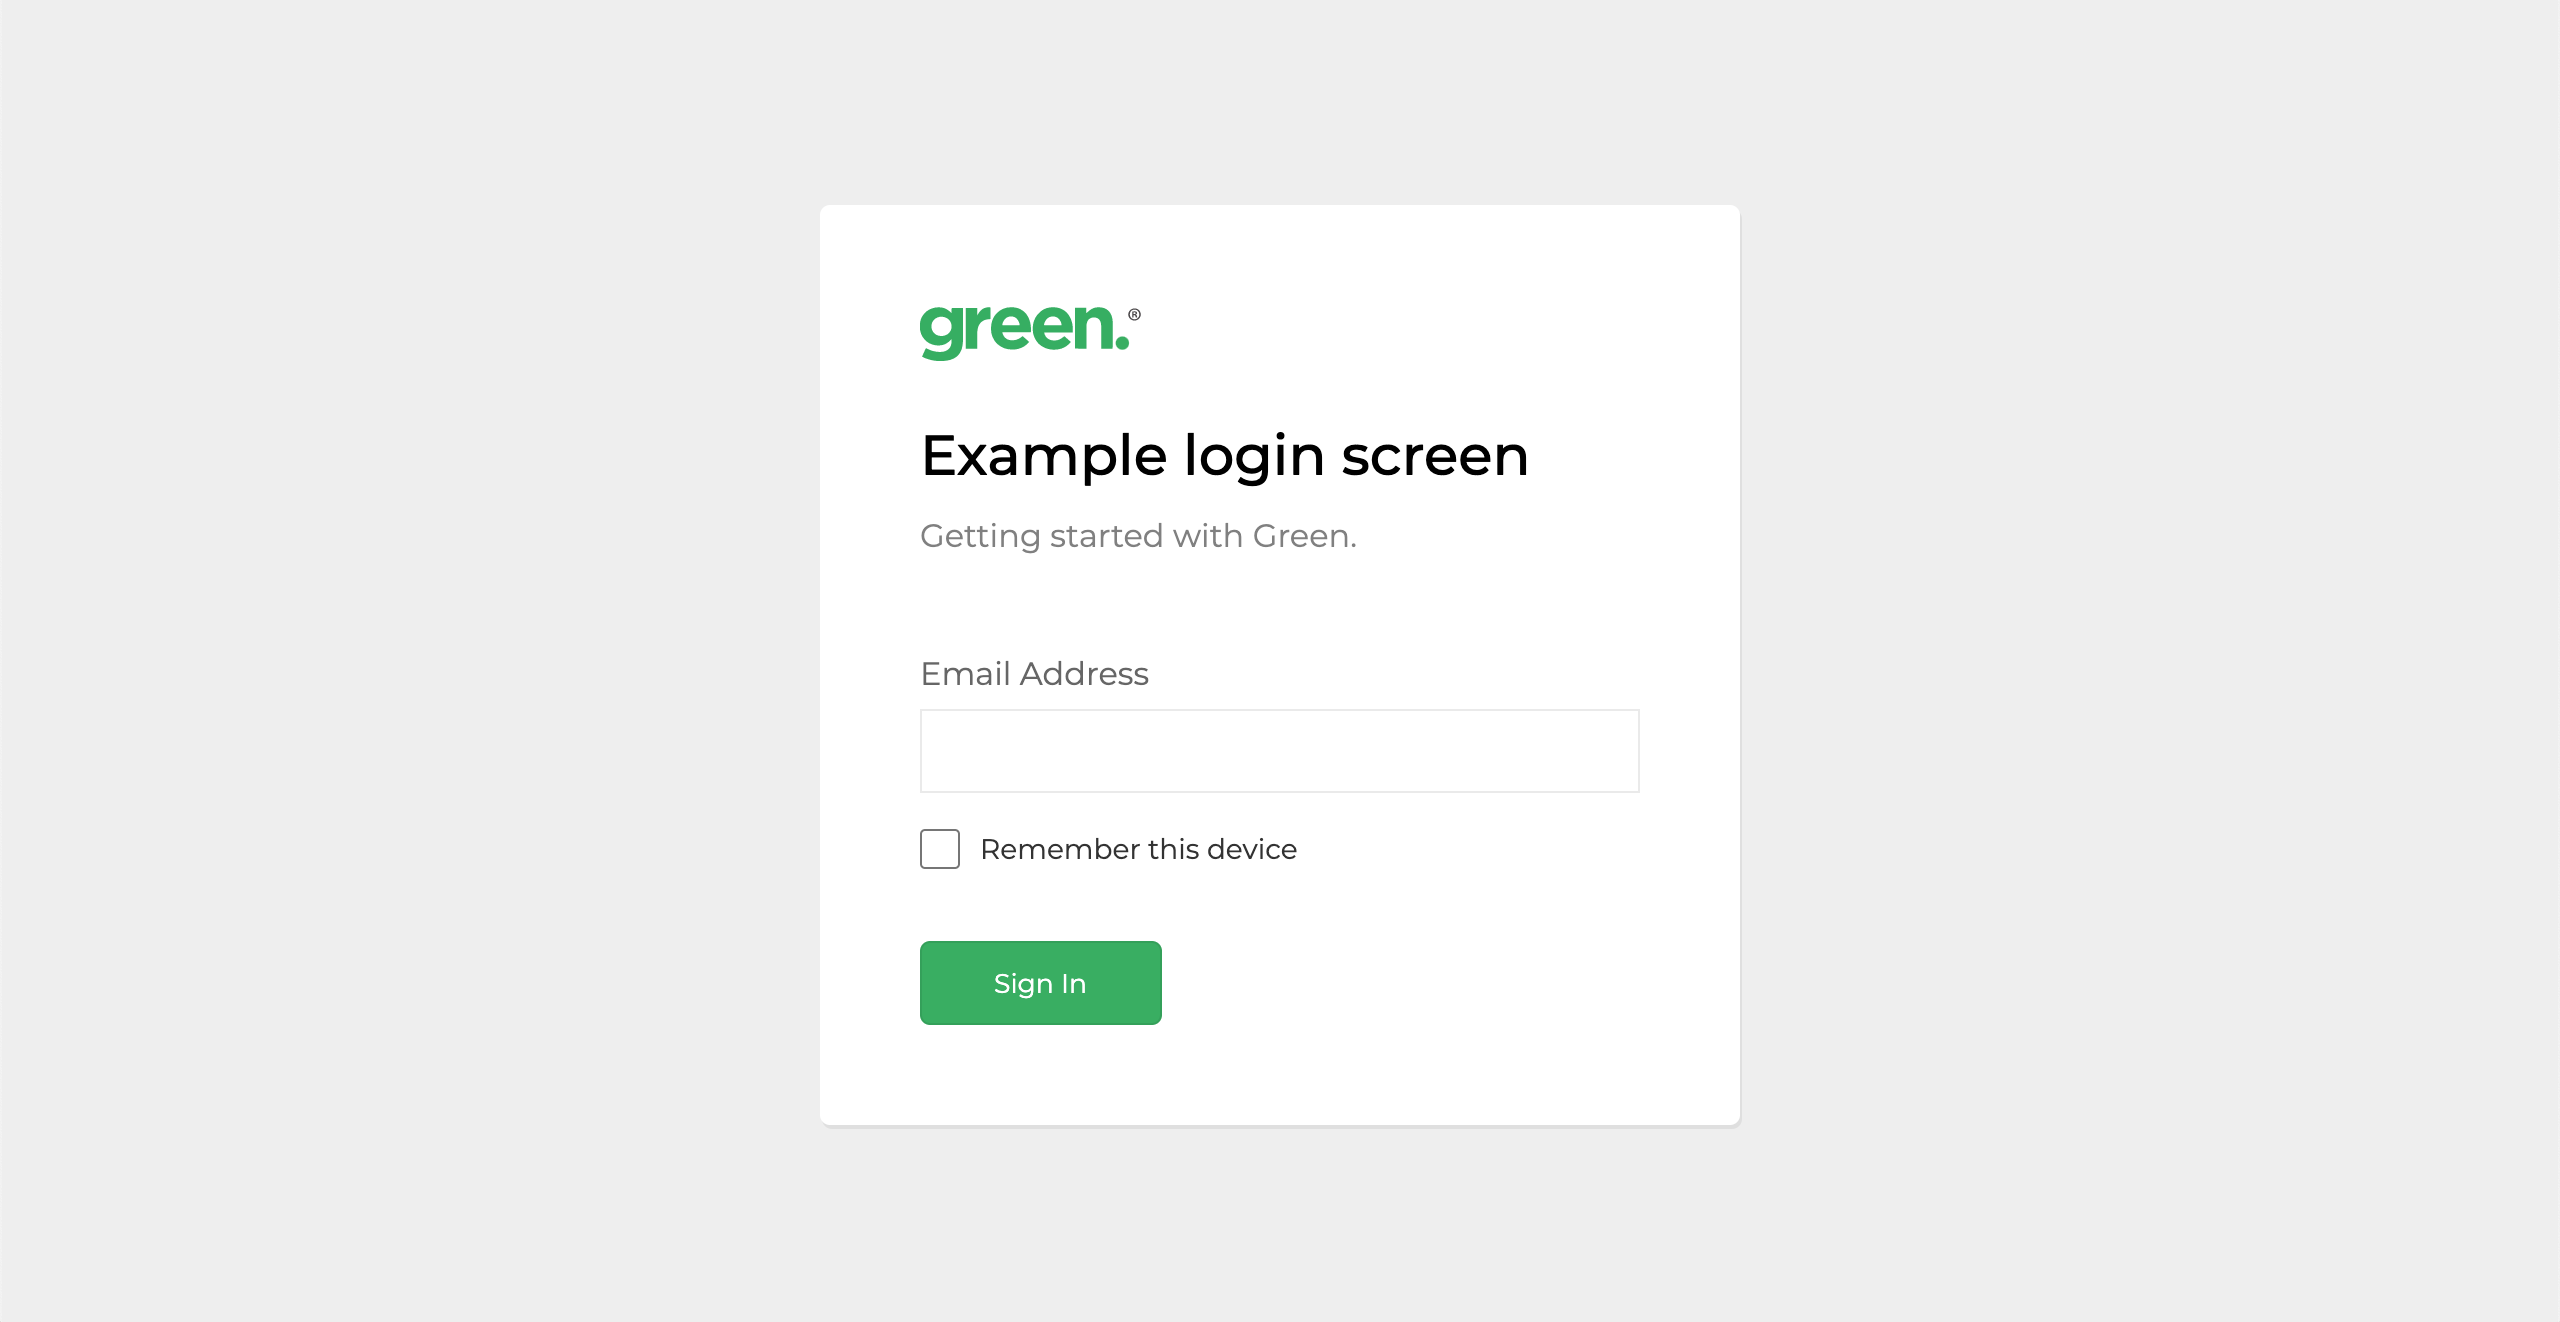 green.®
Example login screen
Getting started with Green.
Email Address
Remember this device
Sign In